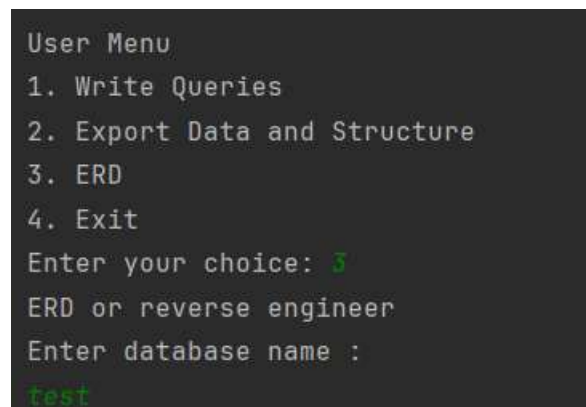 User Menu
1. Write Queries
2. Export Data and Structure
3. ERD
4. Exit
Enter your choice: 3
ERD or reverse engineer
Enter database name :
test